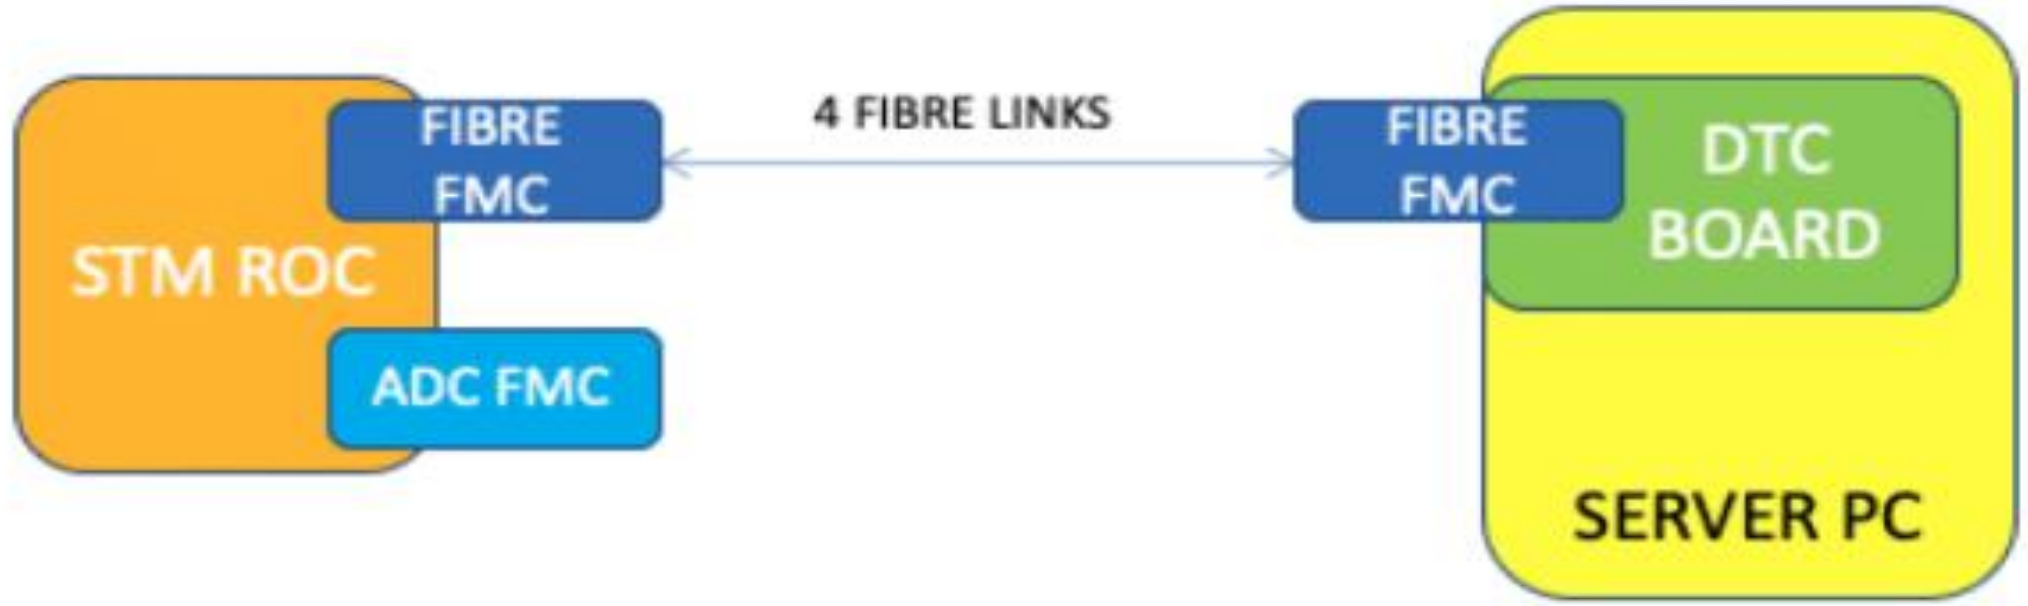 FIBRE
FMC
STM ROC
ADC FMC
4 FIBRE LINKS
FIBRE
FMC
DTC
BOARD
SERVER PC